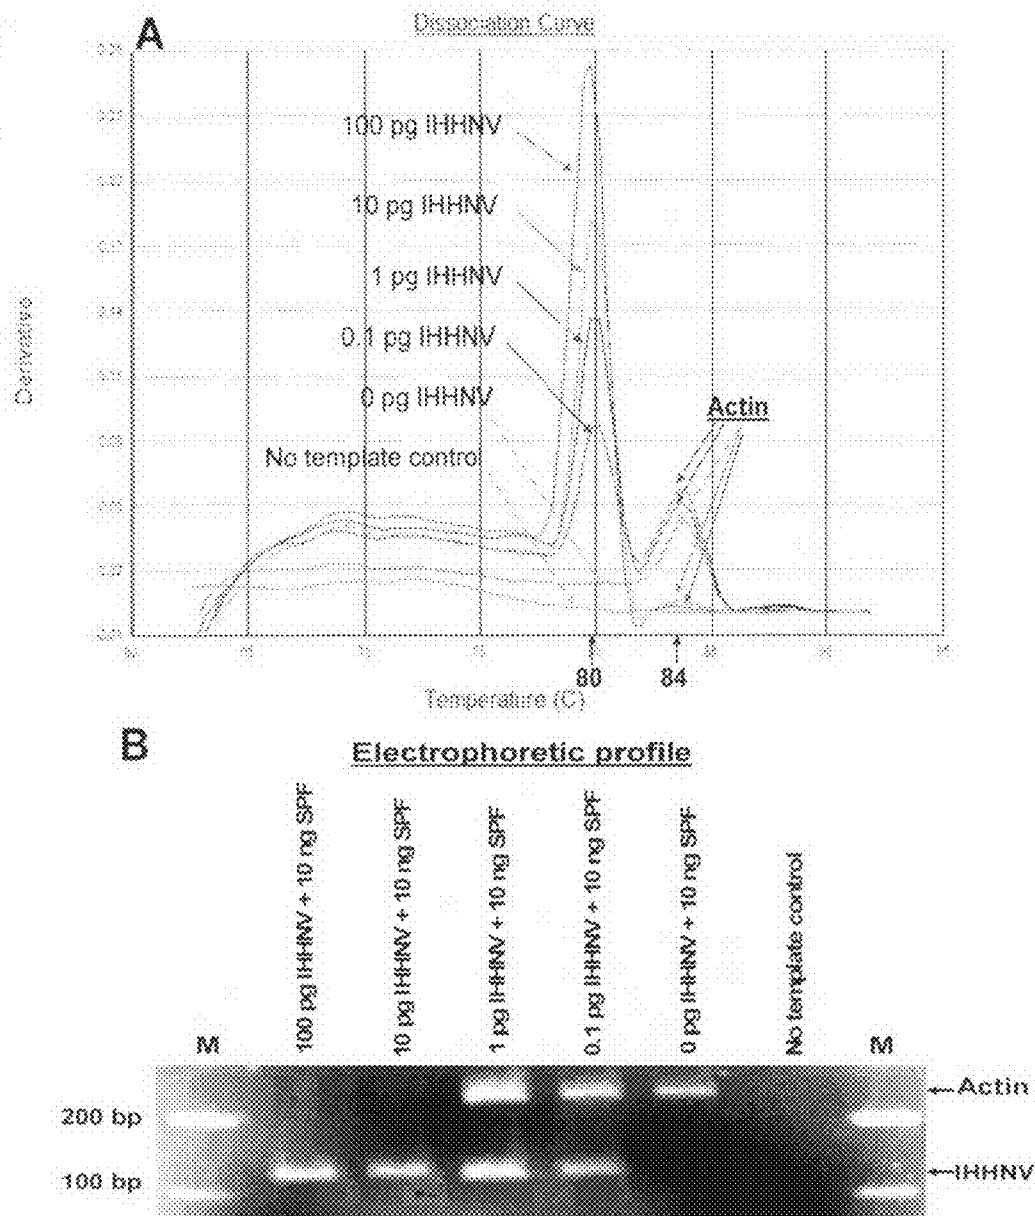 A
Dissociation Curve
100 pg IHHNV
10 pg IHHNV
1 pg IHHNV
0.1 pg IHHNV
0 pg IHHNV
No template control
Actin
Derivative
80
84
Temperature (C)
B
Electrophoretic profile
M
100 pg IHHNV + 10 ng SPF
10 pg IHHNV + 10 ng SPF
1 pg IHHNV + 10 ng SPF
0.1 pg IHHNV + 10 ng SPF
0 pg IHHNV + 10 ng SPF
No template control
M
Actin
200 bp
IHHNV
100 bp